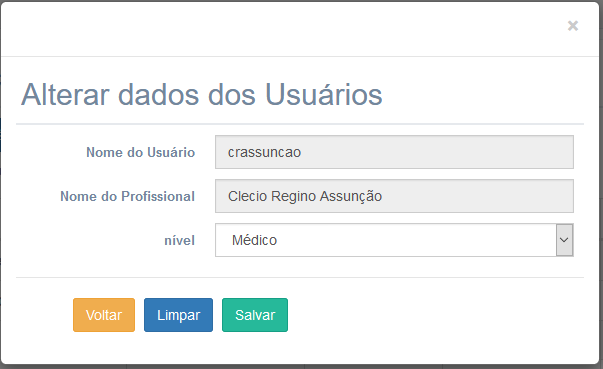 ×
Alterar dados dos Usuários
Nome do Usuário crassuncao
Nome do Profissional Clecio Regino Assunção
nível Médico
Voltar Limpar Salvar